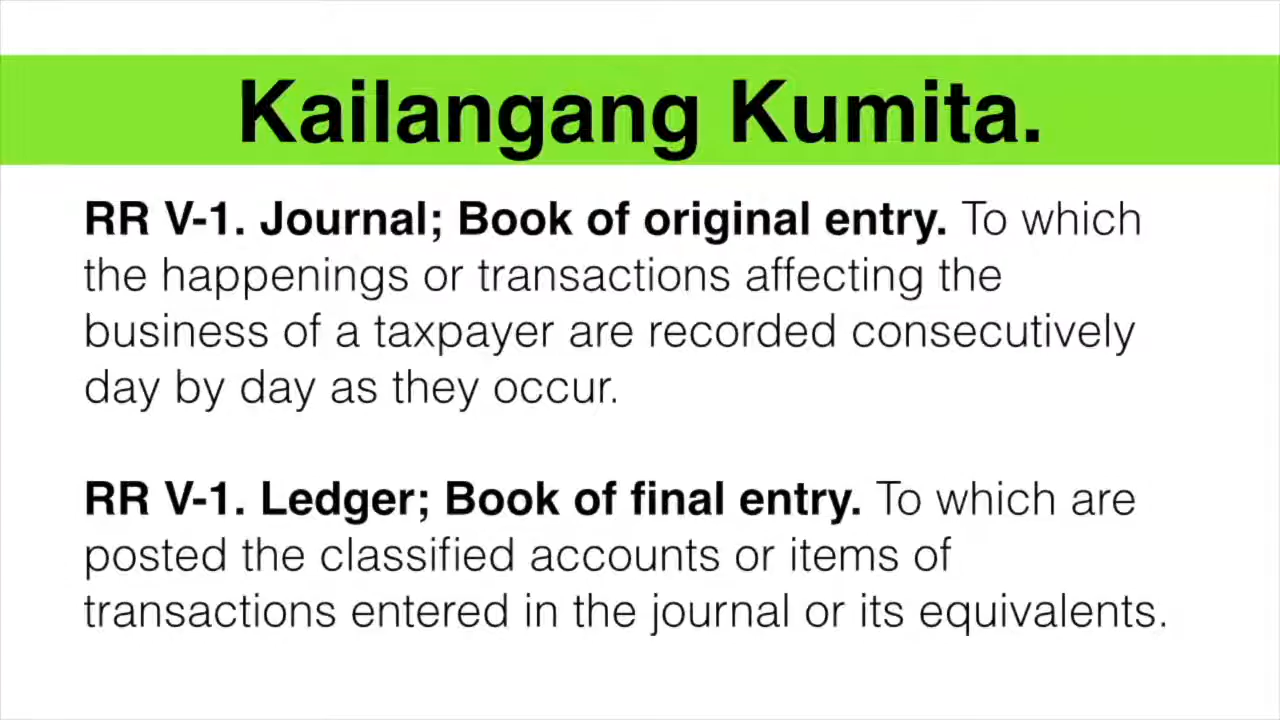 Kailangang Kumita.
RR V-1. Journal; Book of original entry. To which
the happenings or transactions affecting the
business of a taxpayer are recorded consecutively
day by day as they occur.
RR V-1. Ledger; Book of final entry. To which are
posted the classified accounts or items of
transactions entered in the journal or its equivalents.